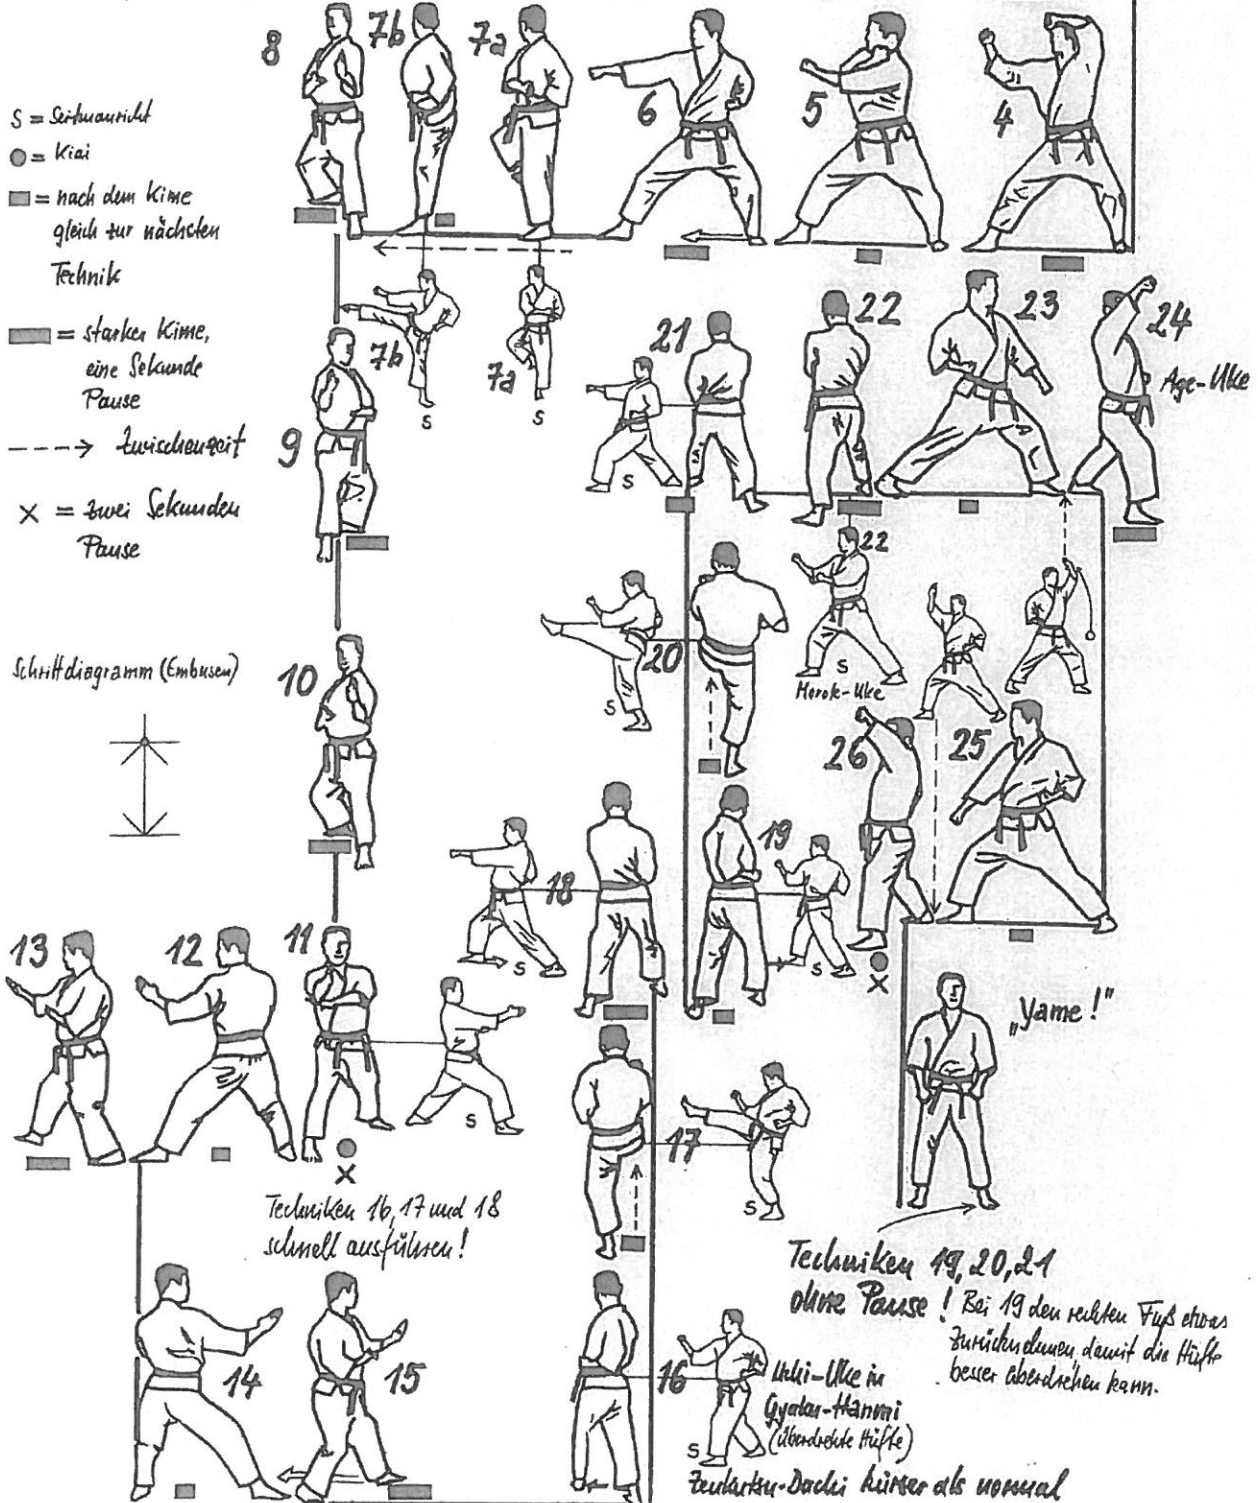 8 7b 7a 6 5 4
S = Seitenansicht
● = Kiai
= nach dem Kime
gleich zur nächsten
Technik
= starker Kime,
eine Sekunde
Pause
- - - → Zwischenzeit
X = zwei Sekunden
Pause
7b 7a
S S
9
21 22 23 24
Age-Uke
S
22
S
Morote-Uke
20
S
Schrittdiagramm (Embusen)
10
26 25
18 19
S S
X
13 12 11
S
X
"Yame!"
17
S
Techniken 16, 17 und 18
schnell ausführen!
Techniken 19, 20, 21
ohne Pause! Bei 19 den rechten Fuß etwas
zurücknehmen damit die Hüfte
besser überdrehen kann.
14 15 16
S
Uchi-Uke in
Gyaku-Hanmi
(überdrehte Hüfte)
Zenkutsu-Dachi kürzer als normal